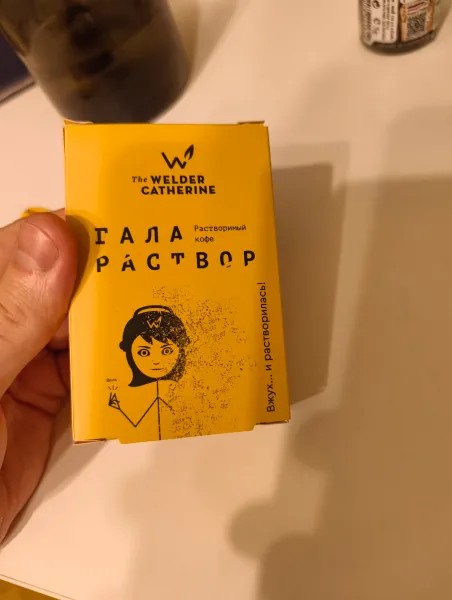 The WELDER
CATHERINE
ГАЛА
РАСТВОР
Растворимый
кофе
Вжух... и растворилась!